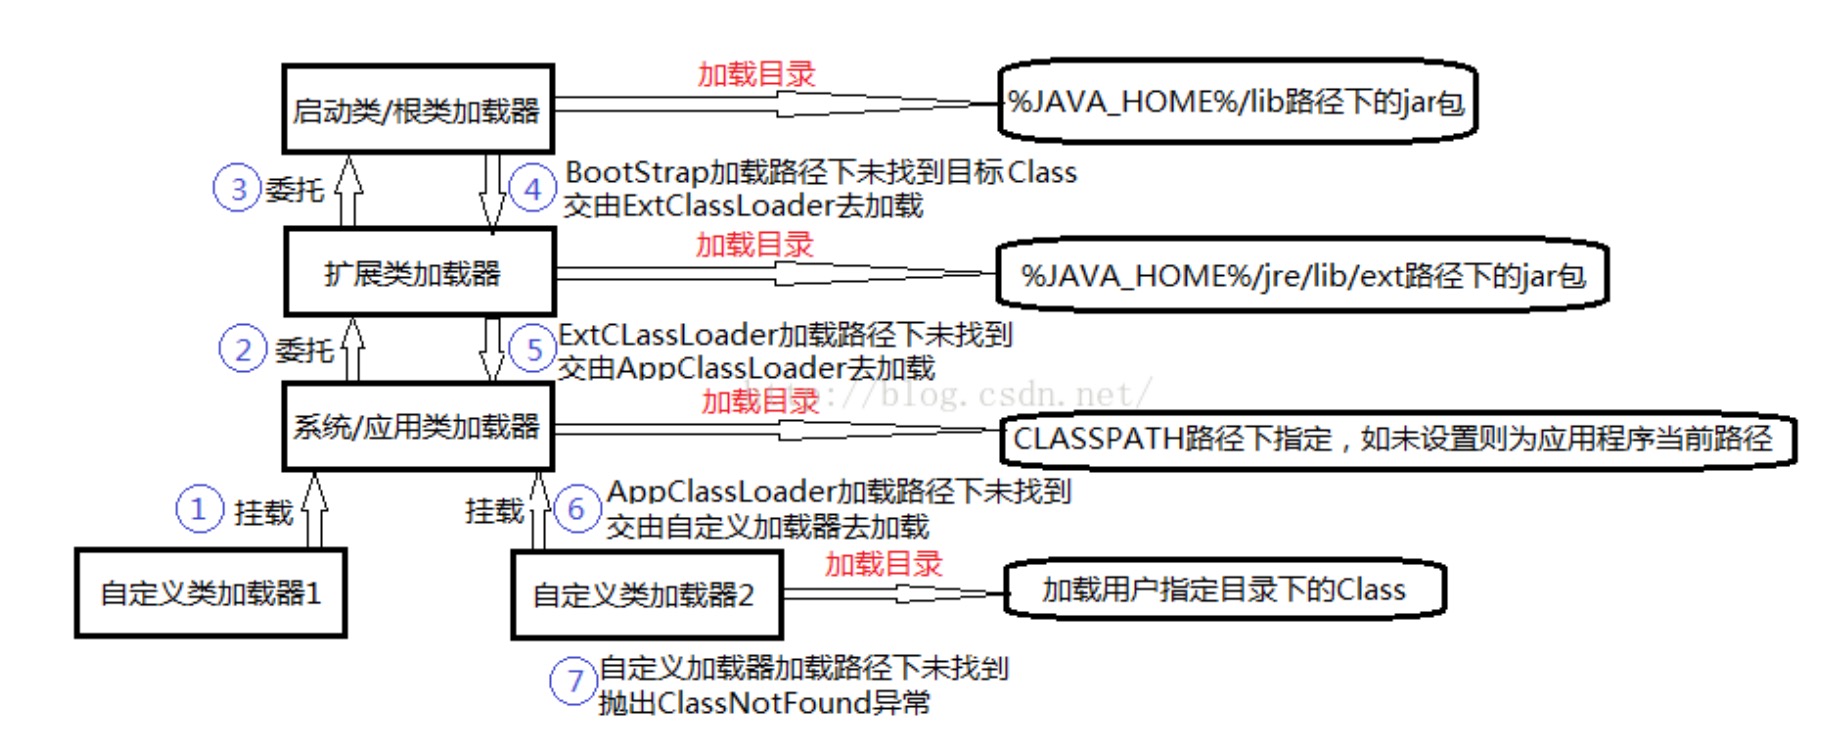 加载目录
启动类/根类加载器
%JAVA_HOME%/lib路径下的jar包
③ 委托
④ BootStrap加载路径下未找到目标Class
交由ExtClassLoader去加载
加载目录
扩展类加载器
%JAVA_HOME%/jre/lib/ext路径下的jar包
② 委托
⑤ ExtCLassLoader加载路径下未找到
交由AppClassLoader去加载
http://blog.csdn.net/
加载目录
系统/应用类加载器
CLASSPATH路径下指定，如未设置则为应用程序当前路径
① 挂载
挂载
⑥ AppClassLoader加载路径下未找到
交由自定义加载器去加载
加载目录
自定义类加载器1
自定义类加载器2
加载用户指定目录下的Class
⑦ 自定义加载器加载路径下未找到
抛出ClassNotFound异常